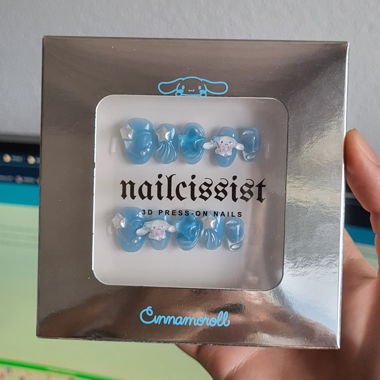 nailcissist
3D PRESS-ON NAILS
Cinnamoroll